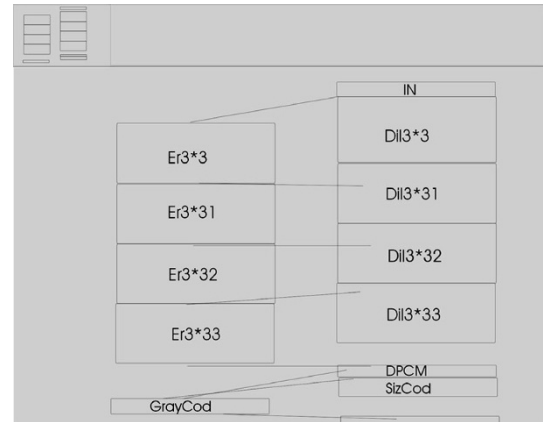 IN
Dil3*3
Er3*3
Dil3*31
Er3*31
Dil3*32
Er3*32
Dil3*33
Er3*33
DPCM
SizCod
GrayCod